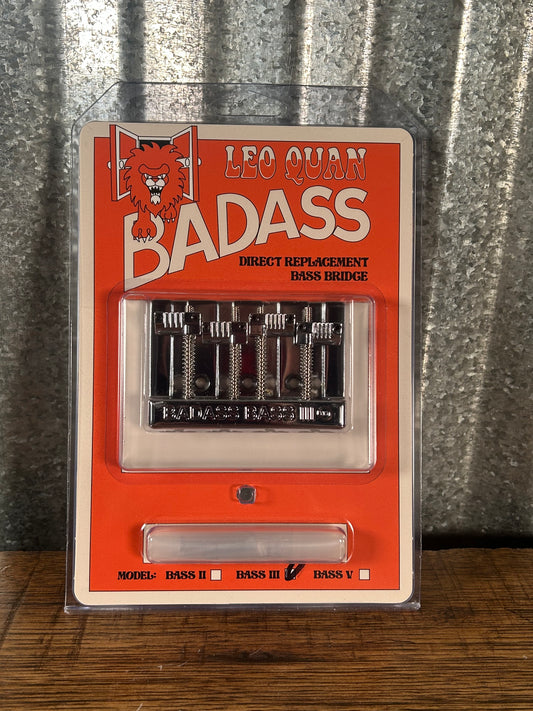 LEO QUAN
BADASS
DIRECT REPLACEMENT
BASS BRIDGE
BADASS BASS III
MODEL: BASS II BASS III BASS V